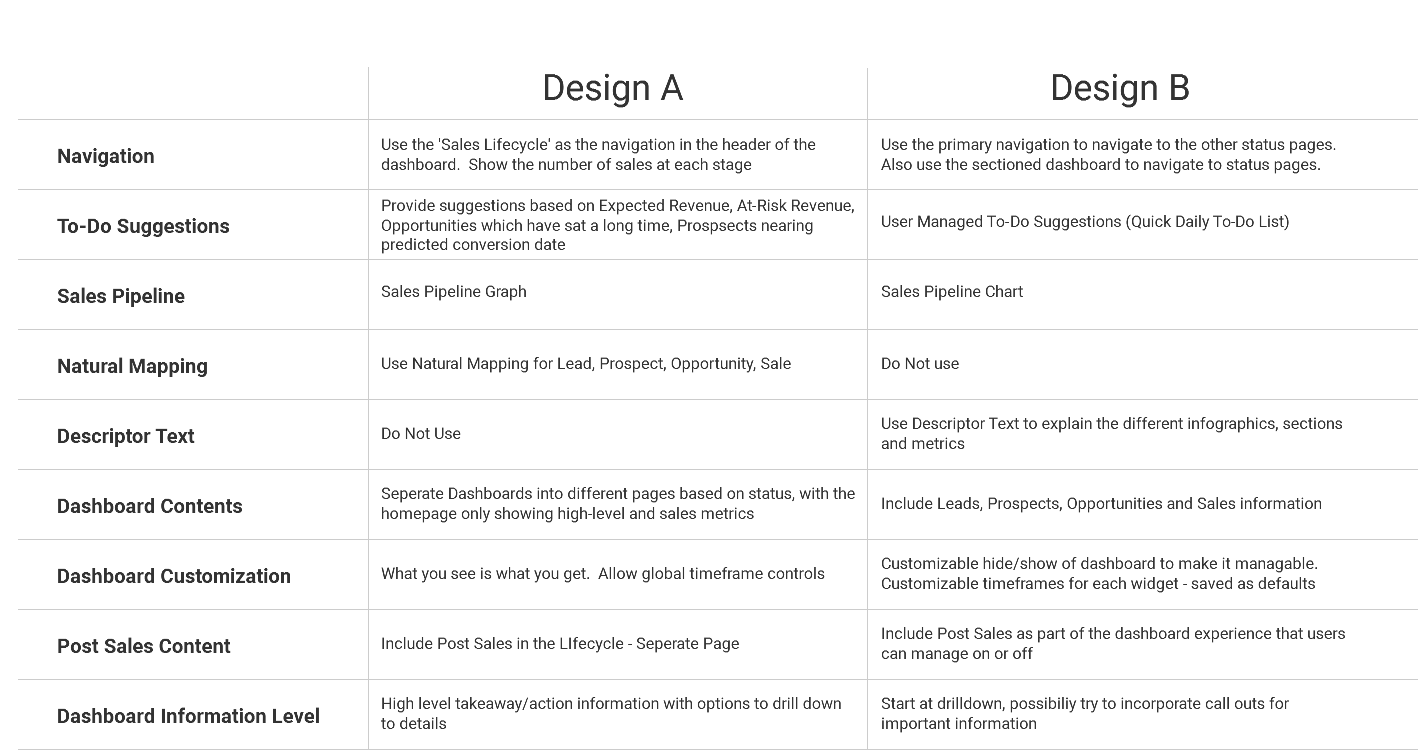 Design A
Design B
Navigation
Use the 'Sales Lifecycle' as the navigation in the header of the
dashboard.  Show the number of sales at each stage
Use the primary navigation to navigate to the other status pages.
Also use the sectioned dashboard to navigate to status pages.
To-Do Suggestions
Provide suggestions based on Expected Revenue, At-Risk Revenue,
Opportunities which have sat a long time, Prospsects nearing
predicted conversion date
User Managed To-Do Suggestions (Quick Daily To-Do List)
Sales Pipeline
Sales Pipeline Graph
Sales Pipeline Chart
Natural Mapping
Use Natural Mapping for Lead, Prospect, Opportunity, Sale
Do Not use
Descriptor Text
Do Not Use
Use Descriptor Text to explain the different infographics, sections
and metrics
Dashboard Contents
Seperate Dashboards into different pages based on status, with the
homepage only showing high-level and sales metrics
Include Leads, Prospects, Opportunities and Sales information
Dashboard Customization
What you see is what you get.  Allow global timeframe controls
Customizable hide/show of dashboard to make it managable.
Customizable timeframes for each widget - saved as defaults
Post Sales Content
Include Post Sales in the LIfecycle - Seperate Page
Include Post Sales as part of the dashboard experience that users
can manage on or off
Dashboard Information Level
High level takeaway/action information with options to drill down
to details
Start at drilldown, possibiliy try to incorporate call outs for
important information